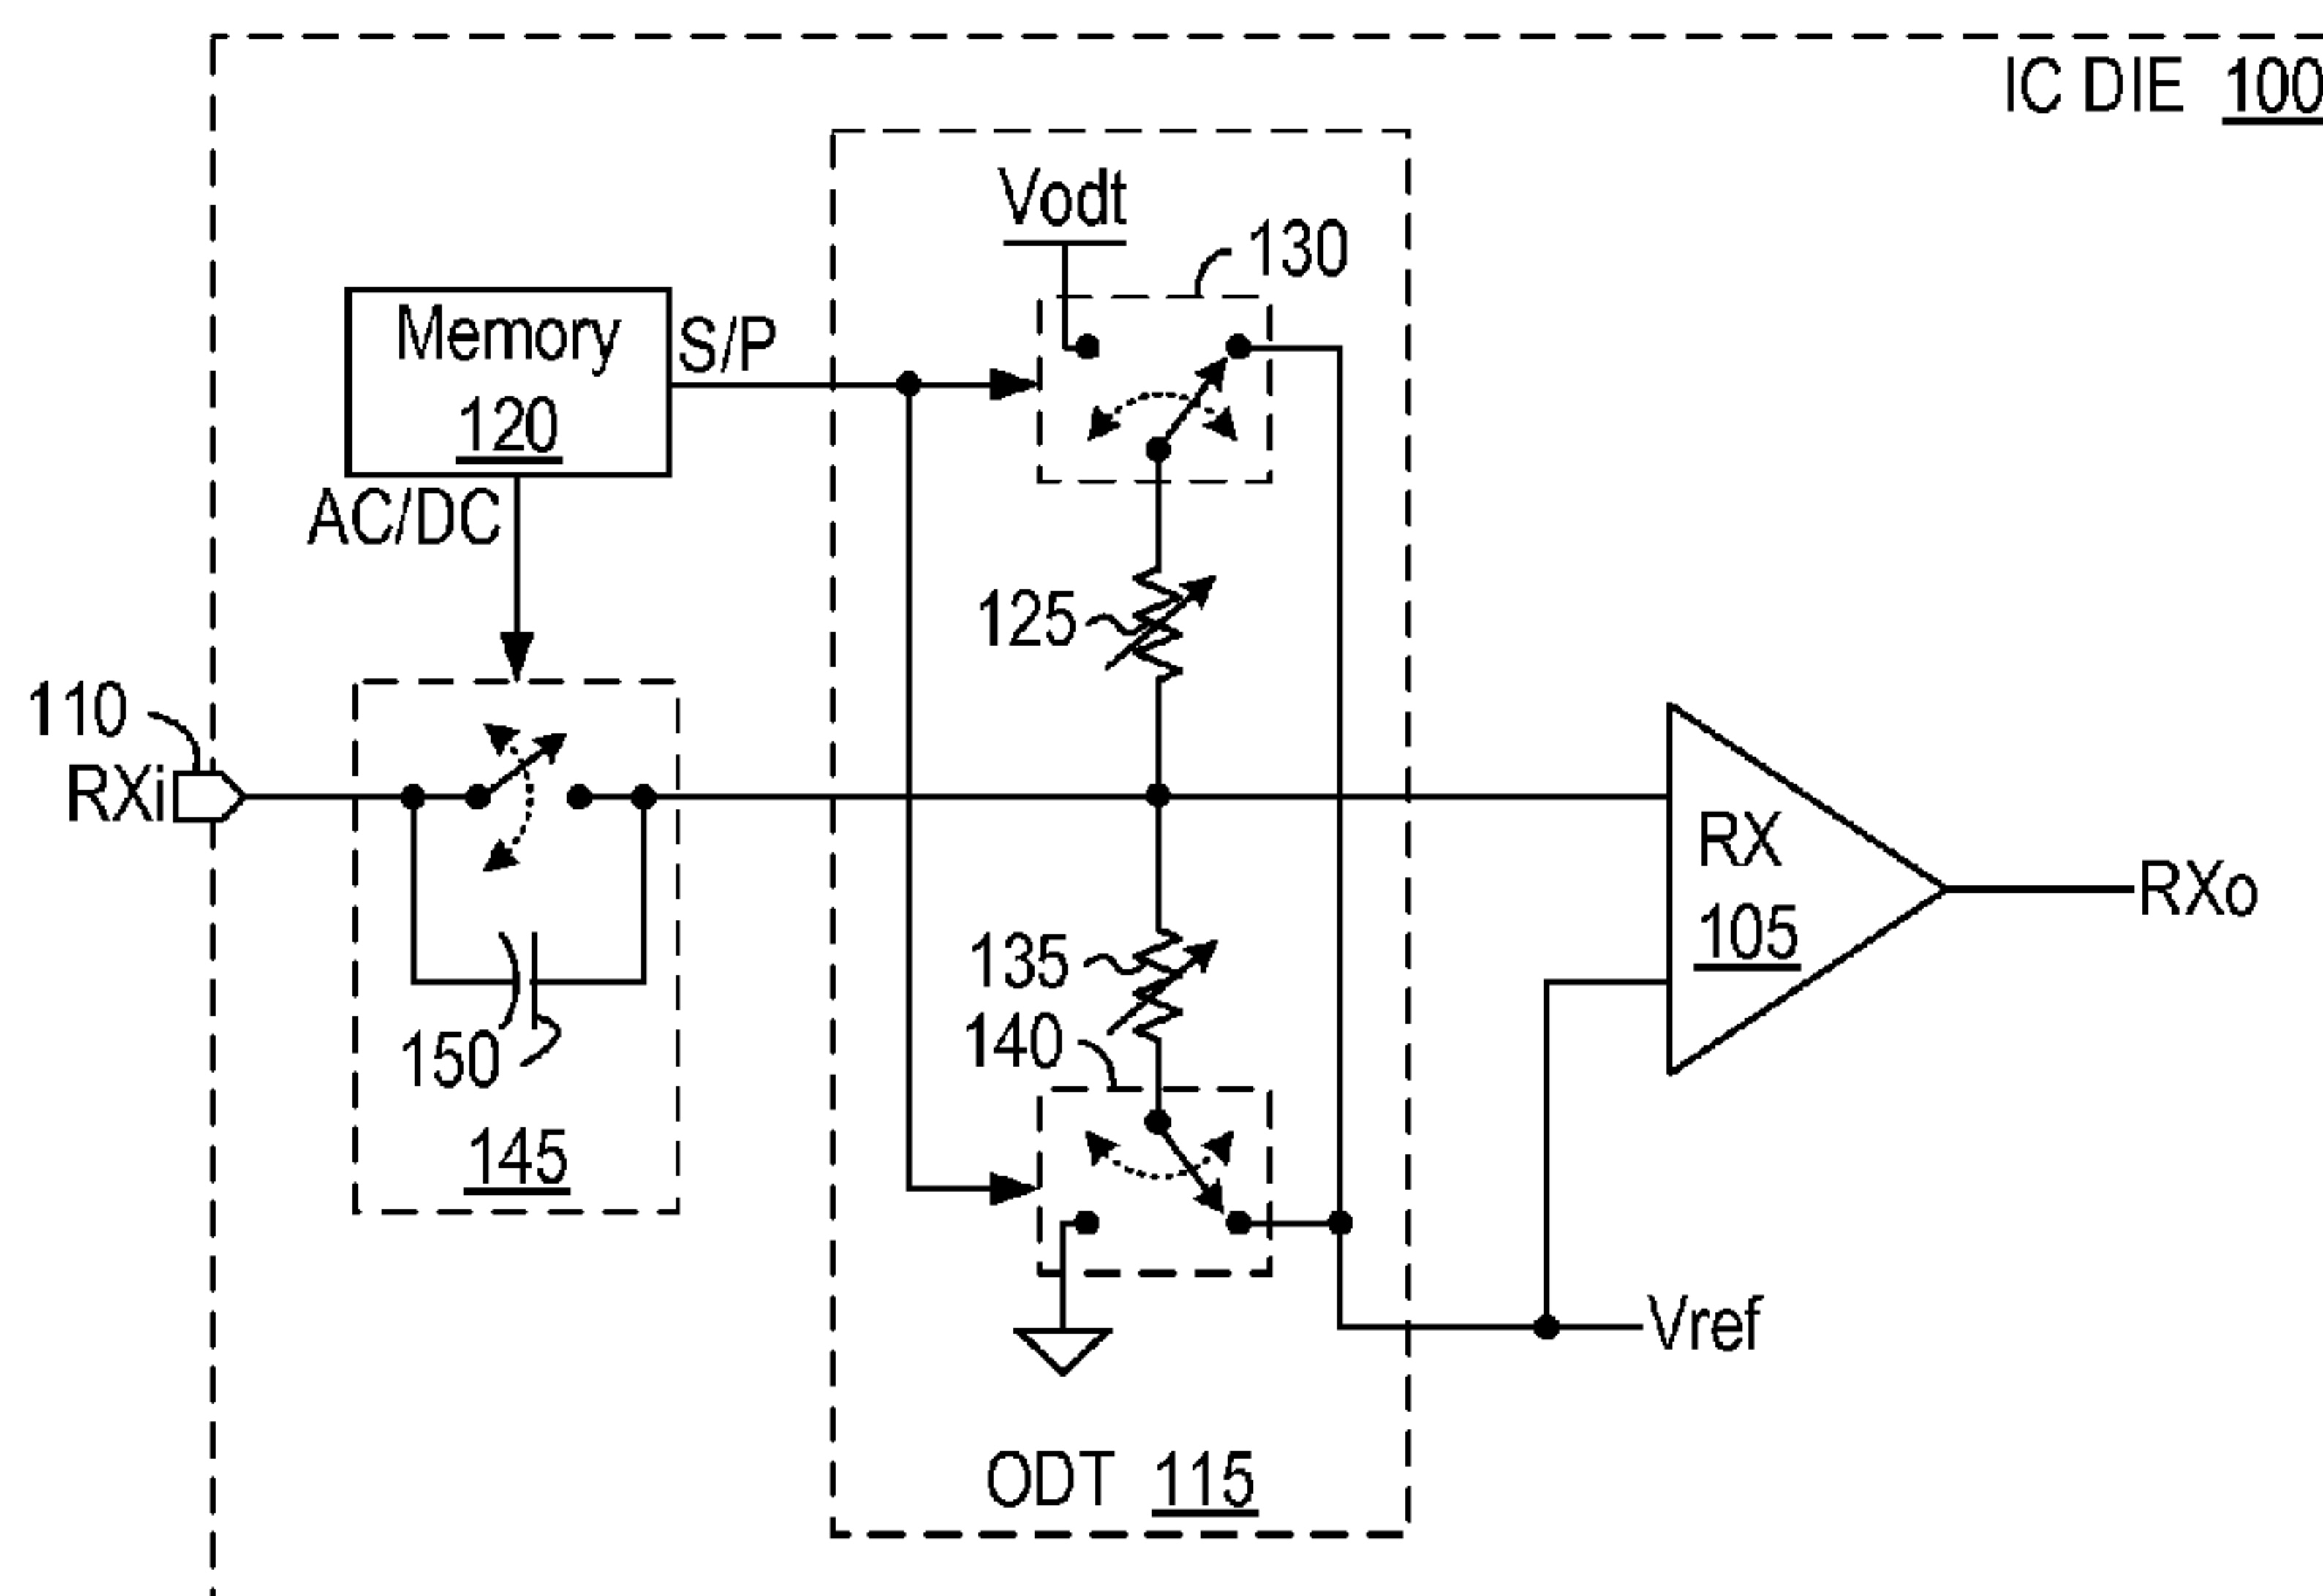 IC DIE 100
Vodt
130
Memory
120
S/P
AC/DC
125
110
RXi
RX
105
RXo
135
140
150
145
Vref
ODT 115